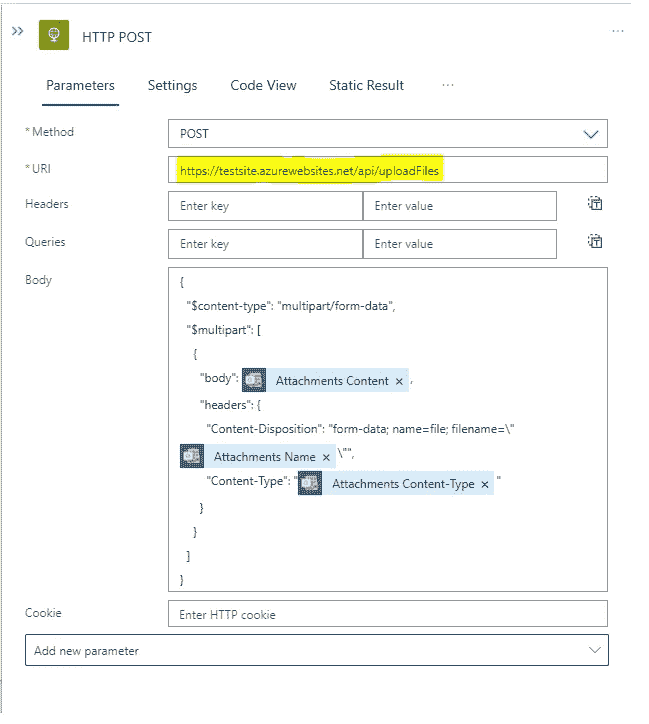 HTTP POST
...
Parameters Settings Code View Static Result ...
* Method POST
* URI https://testsite.azurewebsites.net/api/uploadFiles
Headers Enter key Enter value
Queries Enter key Enter value
Body {
"$content-type": "multipart/form-data",
"$multipart": [
{
"body": Attachments Content × ,
"headers": {
"Content-Disposition": "form-data; name=file; filename=\"
Attachments Name × \"",
"Content-Type": " Attachments Content-Type × "
}
}
]
}
Cookie Enter HTTP cookie
Add new parameter